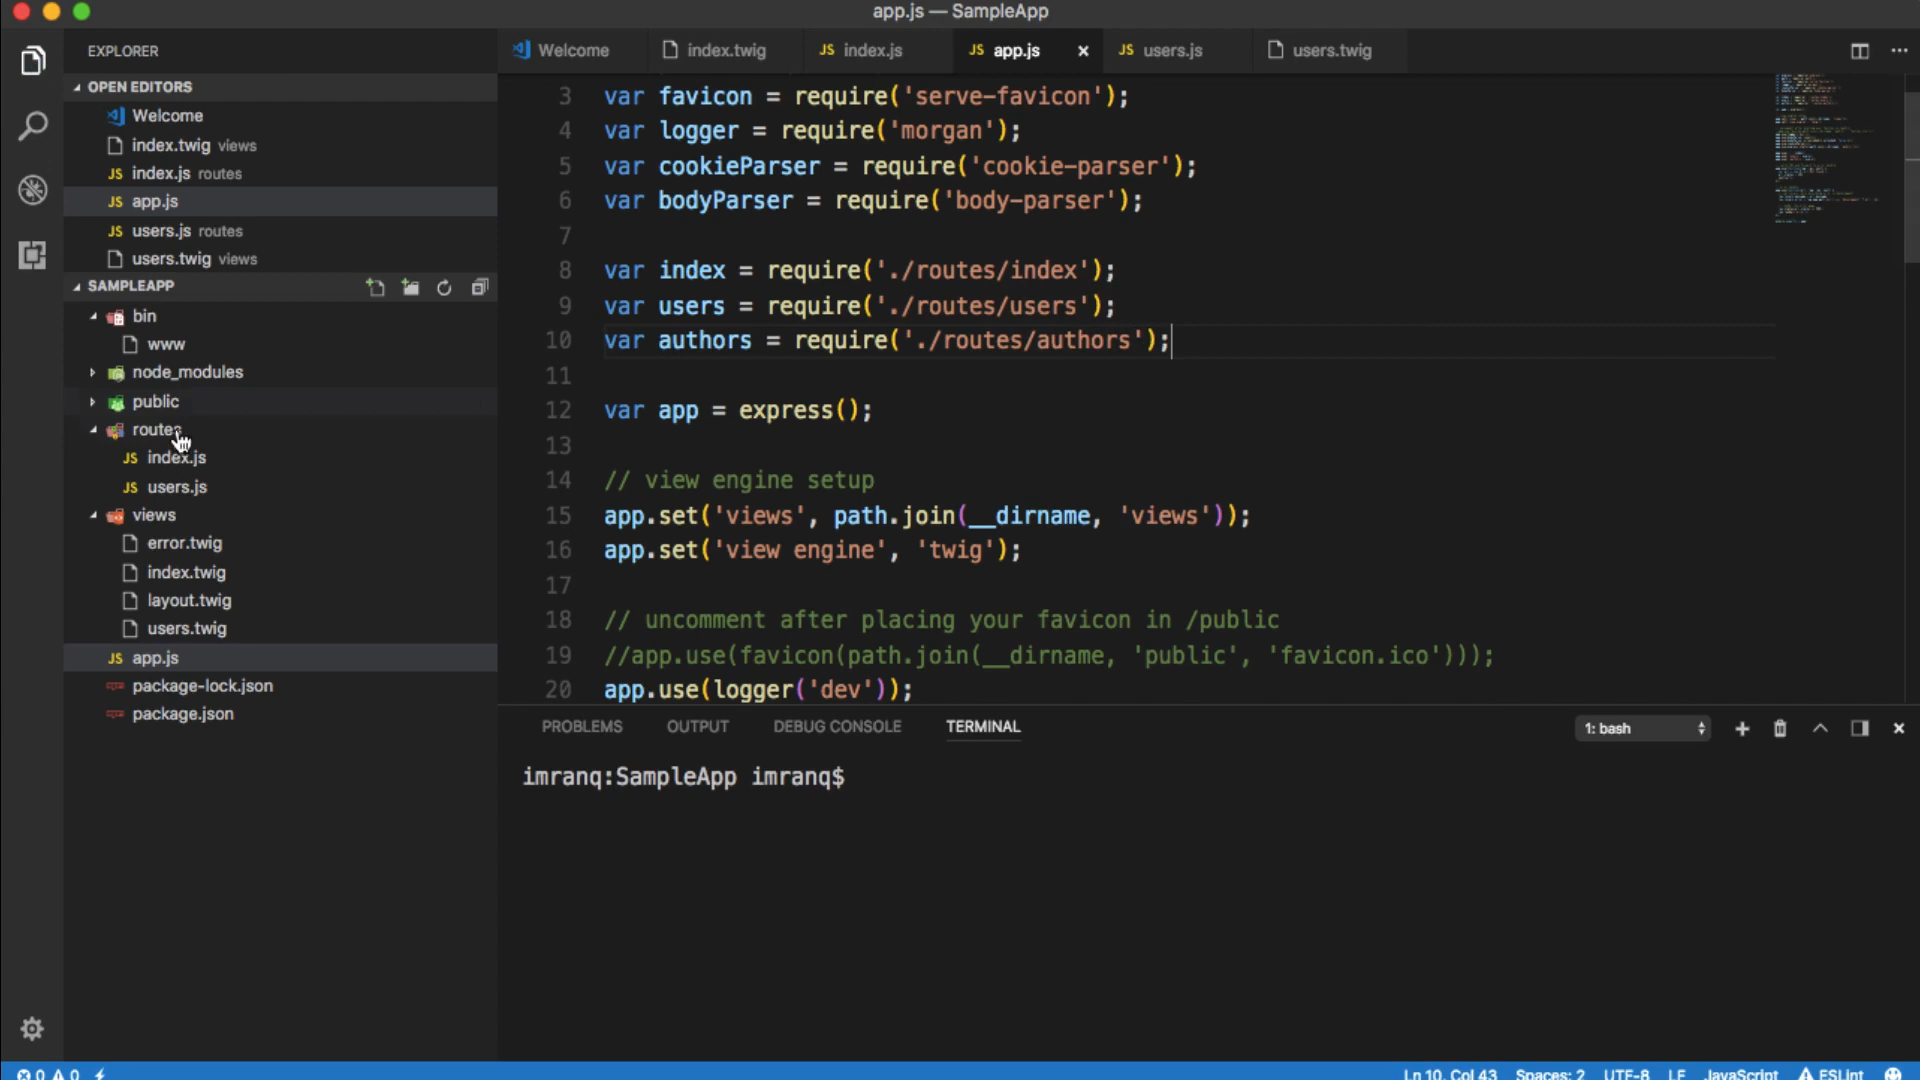 app.js — SampleApp
EXPLORER
OPEN EDITORS
Welcome
index.twig views
index.js routes
app.js
users.js routes
users.twig views
SAMPLEAPP
bin
www
node_modules
public
routes
index.js
users.js
views
error.twig
index.twig
layout.twig
users.twig
app.js
package-lock.json
package.json
Welcome index.twig JS index.js JS app.js JS users.js users.twig
3 var favicon = require('serve-favicon');
4 var logger = require('morgan');
5 var cookieParser = require('cookie-parser');
6 var bodyParser = require('body-parser');
7
8 var index = require('./routes/index');
9 var users = require('./routes/users');
10 var authors = require('./routes/authors');
11
12 var app = express();
13
14 // view engine setup
15 app.set('views', path.join(__dirname, 'views'));
16 app.set('view engine', 'twig');
17
18 // uncomment after placing your favicon in /public
19 //app.use(favicon(path.join(__dirname, 'public', 'favicon.ico')));
20 app.use(logger('dev'));
PROBLEMS OUTPUT DEBUG CONSOLE TERMINAL 1: bash
imranq:SampleApp imranq$
0 0 Ln 10, Col 43 Spaces: 2 UTF-8 LF JavaScript ESLint